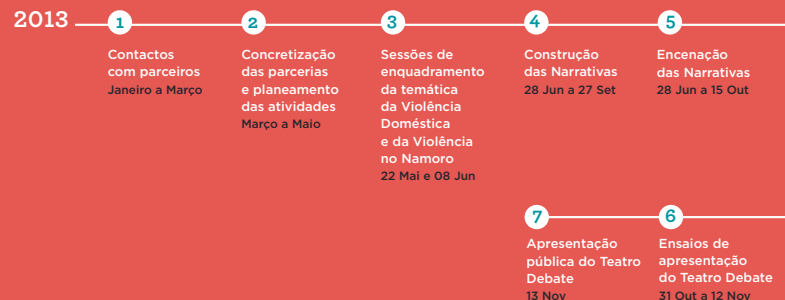 2013
1
Contactos
com parceiros
Janeiro a Março
2
Concretização
das parcerias
e planeamento
das atividades
Março a Maio
3
Sessões de
enquadramento
da temática
da Violência
Doméstica
e da Violência
no Namoro
22 Mai e 08 Jun
4
Construção
das Narrativas
28 Jun a 27 Set
5
Encenação
das Narrativas
28 Jun a 15 Out
7
Apresentação
pública do Teatro
Debate
13 Nov
6
Ensaios de
apresentação
do Teatro Debate
31 Out a 12 Nov